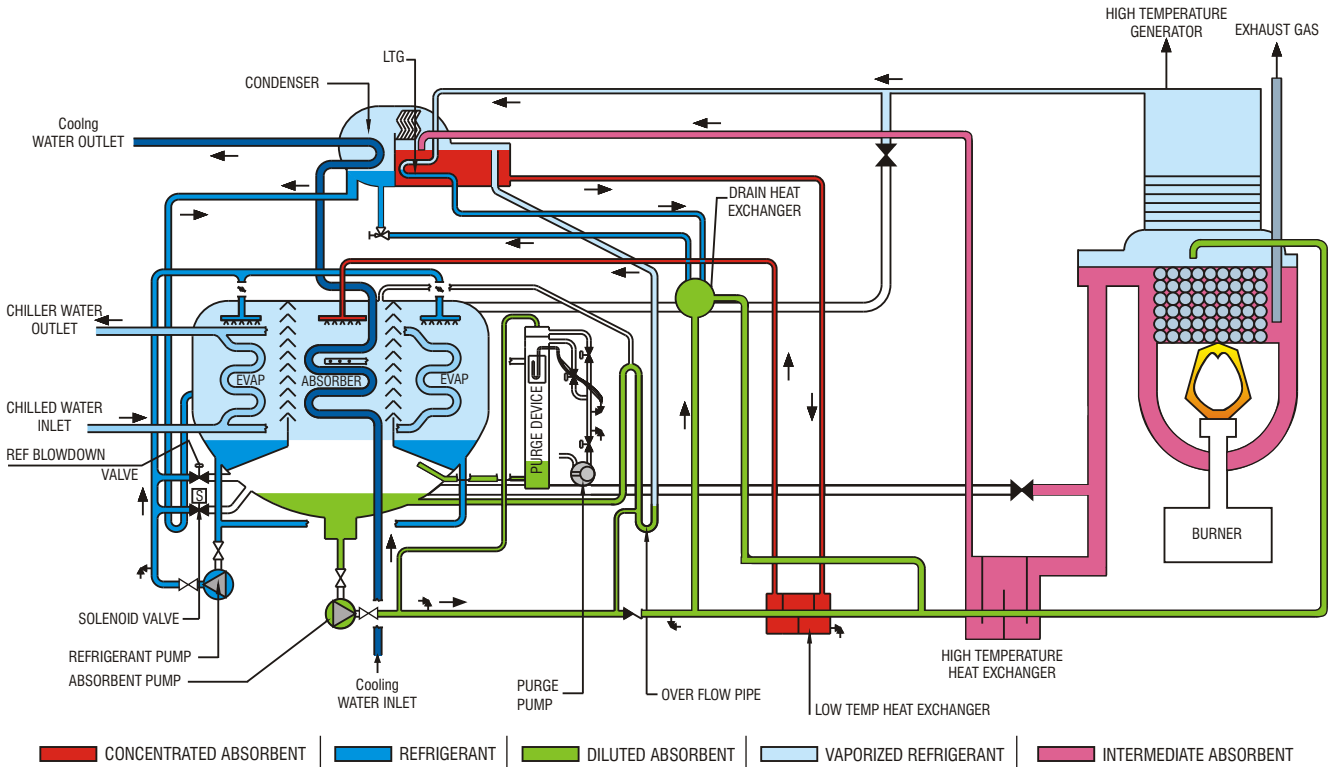 HIGH TEMPERATURE
GENERATOR
EXHAUST GAS
LTG
CONDENSER
Coolng
WATER OUTLET
DRAIN HEAT
EXCHANGER
CHILLER WATER
OUTLET
EVAP
ABSORBER
EVAP
CHILLED WATER
INLET
REF BLOWDOWN
VALVE
S
PURGE DEVICE
BURNER
SOLENOID VALVE
REFRIGERANT PUMP
ABSORBENT PUMP
Cooling
WATER INLET
PURGE
PUMP
OVER FLOW PIPE
LOW TEMP HEAT EXCHANGER
HIGH TEMPERATURE
HEAT EXCHANGER
CONCENTRATED ABSORBENT
REFRIGERANT
DILUTED ABSORBENT
VAPORIZED REFRIGERANT
INTERMEDIATE ABSORBENT